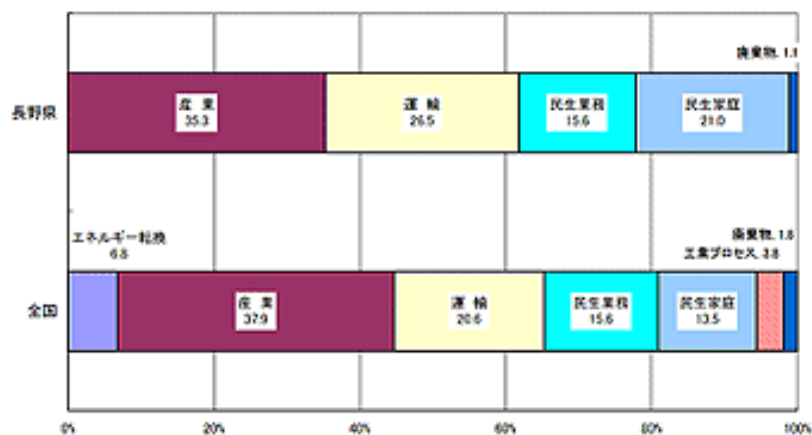 廃棄物, 1.1
長野県
産 業
35.3
運 輸
26.5
民生業務
15.6
民生家庭
21.0
エネルギー転換
廃棄物, 1.8
工業プロセス, 3.8
全国
産 業
37.9
運 輸
20.6
民生業務
15.6
民生家庭
13.5
0%
20%
40%
60%
80%
100%